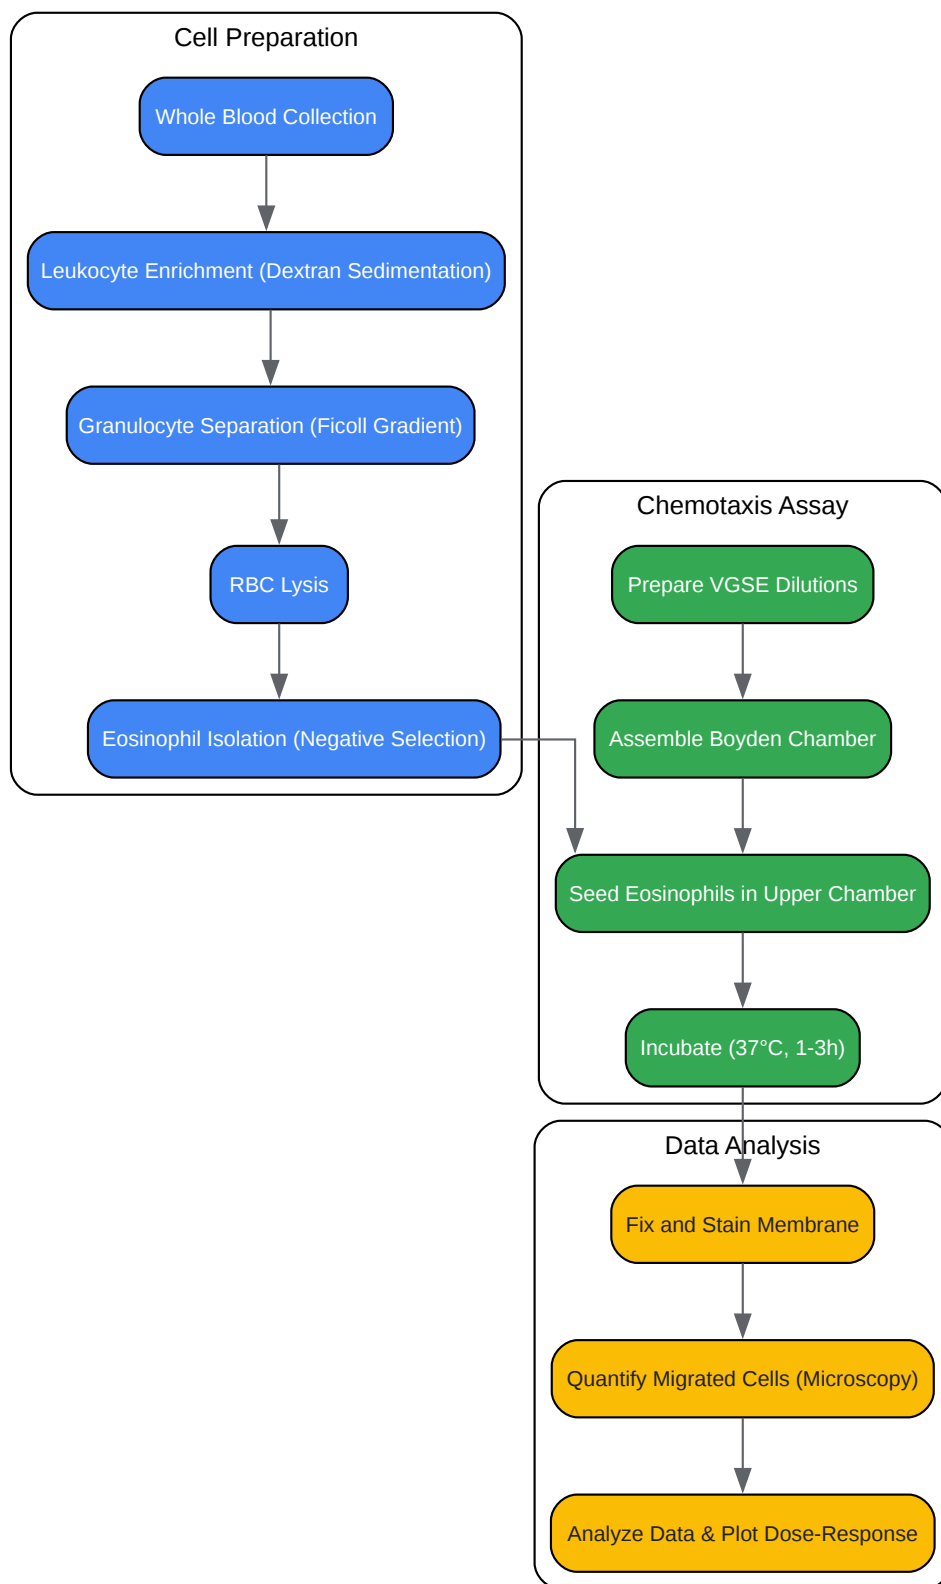 Cell Preparation
Whole Blood Collection
Leukocyte Enrichment (Dextran Sedimentation)
Granulocyte Separation (Ficoll Gradient)
RBC Lysis
Eosinophil Isolation (Negative Selection)
Chemotaxis Assay
Prepare VGSE Dilutions
Assemble Boyden Chamber
Seed Eosinophils in Upper Chamber
Incubate (37°C, 1-3h)
Data Analysis
Fix and Stain Membrane
Quantify Migrated Cells (Microscopy)
Analyze Data & Plot Dose-Response